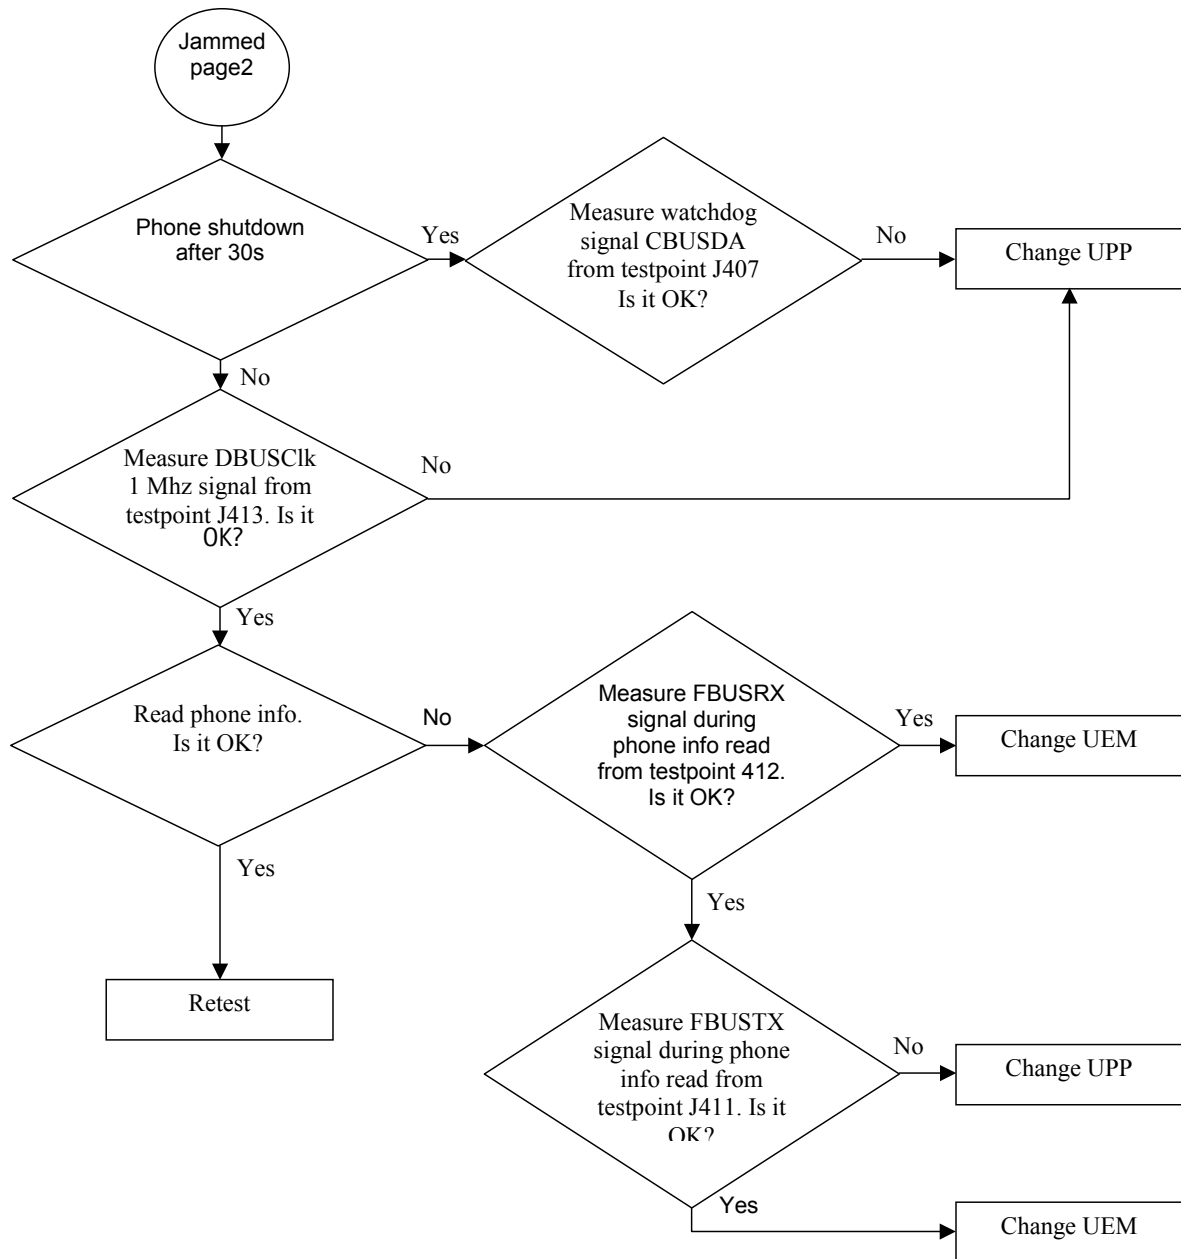 Jammed
page2
Phone shutdown
after 30s
Yes
Measure watchdog
signal CBUSDA
from testpoint J407
Is it OK?
No
Change UPP
No
Measure DBUSClk
1 Mhz signal from
testpoint J413. Is it
OK?
No
Yes
Read phone info.
Is it OK?
No
Measure FBUSRX
signal during
phone info read
from testpoint 412.
Is it OK?
Yes
Change UEM
Yes
Yes
Retest
Measure FBUSTX
signal during phone
info read from
testpoint J411. Is it
OK?
No
Change UPP
Yes
Change UEM